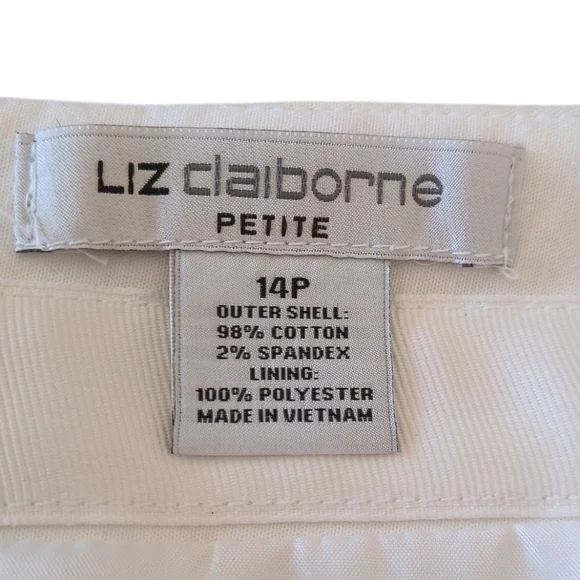 LIZ claiborne
PETITE
14P
OUTER SHELL:
98% COTTON
2% SPANDEX
LINING:
100% POLYESTER
MADE IN VIETNAM